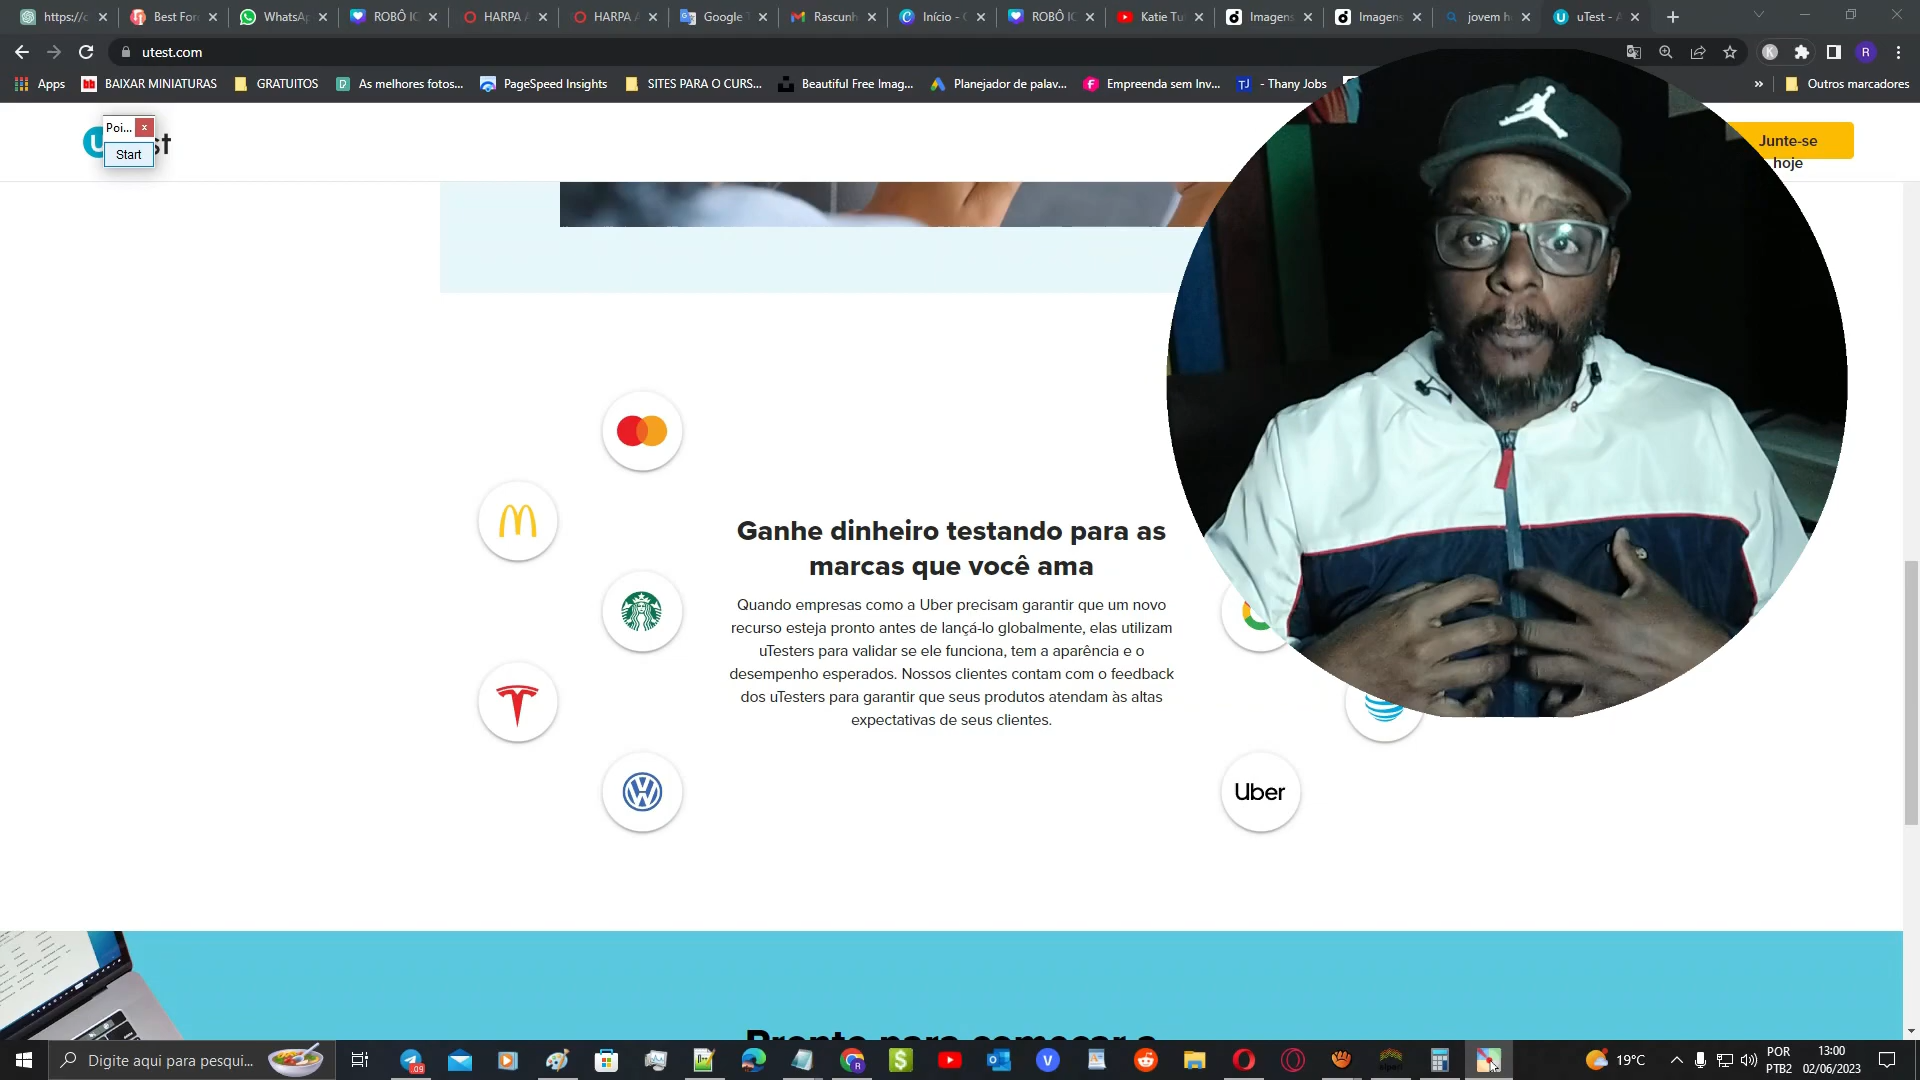 https://c
Best For
WhatsA
ROBÔ IC
HARPA A
HARPA A
Google T
Rascunh
Início - C
ROBÔ IC
Katie Tu
Imagens
Imagens
jovem h
uTest - A
utest.com
K
R
Apps
BAIXAR MINIATURAS
GRATUITOS
As melhores fotos...
PageSpeed Insights
SITES PARA O CURS...
Beautiful Free Imag...
Planejador de palav...
Empreenda sem Inv...
TJ
- Thany Jobs
»
Outros marcadores
Poi...
Start
u
st
Junte-se
hoje
Ganhe dinheiro testando para as
marcas que você ama
Quando empresas como a Uber precisam garantir que um novo
recurso esteja pronto antes de lançá-lo globalmente, elas utilizam
uTesters para validar se ele funciona, tem a aparência e o
desempenho esperados. Nossos clientes contam com o feedback
dos uTesters para garantir que seus produtos atendam às altas
expectativas de seus clientes.
Uber
Pronto para começar a
Digite aqui para pesqui...
19°C
POR
PTB2
13:00
02/06/2023